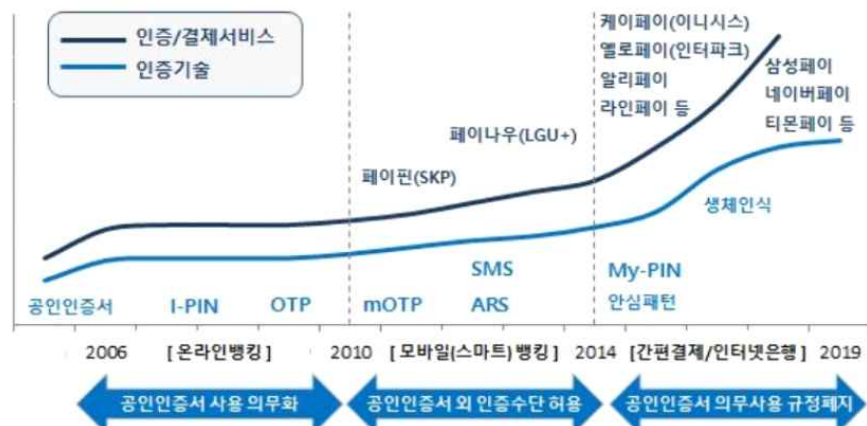 인증/결제서비스
인증기술
케이페이(이니시스)
옐로페이(인터파크)
알리페이
라인페이 등
삼성페이
네이버페이
티몬페이 등
페이나우(LGU+)
페이핀(SKP)
생체인식
SMS
My-PIN
공인인증서 I-PIN OTP mOTP ARS 안심패턴
2006 [온라인뱅킹] 2010 [모바일(스마트)뱅킹] 2014 [간편결제/인터넷은행] 2019
공인인증서 사용 의무화 공인인증서 외 인증수단 허용 공인인증서 의무사용 규정폐지